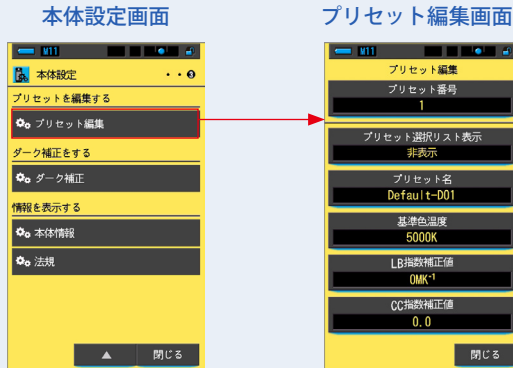 本体設定画面
M11
本体設定
・・❸
プリセットを編集する
プリセット編集
ダーク補正をする
ダーク補正
情報を表示する
本体情報
法規
▲
閉じる
プリセット編集画面
M11
プリセット編集
プリセット番号
1
プリセット選択リスト表示
非表示
プリセット名
Default-D01
基準色温度
5000K
LB指数補正値
0MK⁻¹
CC指数補正値
0.0
閉じる